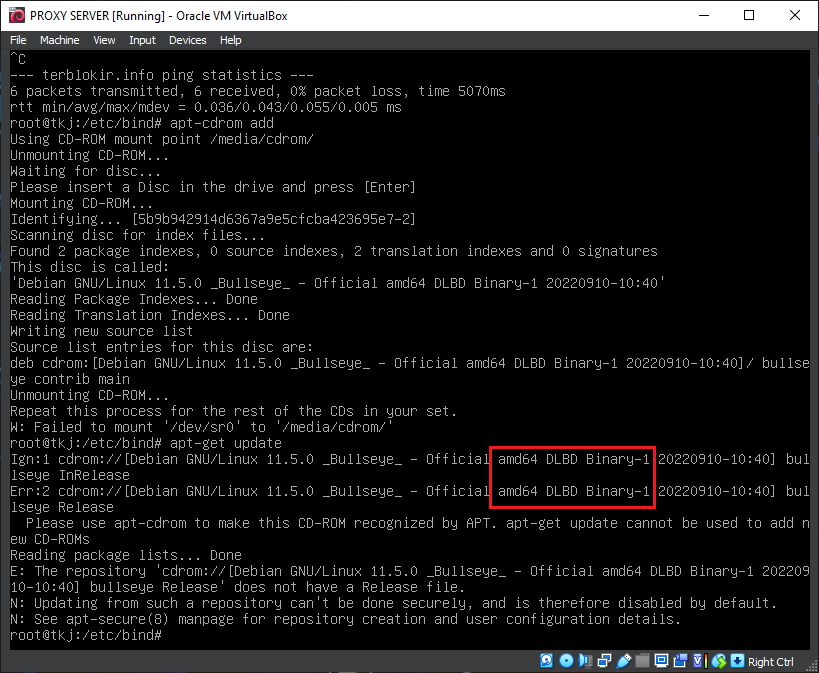 PROXY SERVER [Running] - Oracle VM VirtualBox
File Machine View Input Devices Help
^C
--- terblokir.info ping statistics ---
6 packets transmitted, 6 received, 0% packet loss, time 5070ms
rtt min/avg/max/mdev = 0.036/0.043/0.055/0.005 ms
root@tkj:/etc/bind# apt-cdrom add
Using CD-ROM mount point /media/cdrom/
Unmounting CD-ROM...
Waiting for disc...
Please insert a Disc in the drive and press [Enter]
Mounting CD-ROM...
Identifying... [5b9b942914d6367a9e5cfcba423695e7-2]
Scanning disc for index files...
Found 2 package indexes, 0 source indexes, 2 translation indexes and 0 signatures
This disc is called:
'Debian GNU/Linux 11.5.0 _Bullseye_ - Official amd64 DLBD Binary-1 20220910-10:40'
Reading Package Indexes... Done
Reading Translation Indexes... Done
Writing new source list
Source list entries for this disc are:
deb cdrom:[Debian GNU/Linux 11.5.0 _Bullseye_ - Official amd64 DLBD Binary-1 20220910-10:40]/ bullse
ye contrib main
Unmounting CD-ROM...
Repeat this process for the rest of the CDs in your set.
W: Failed to mount '/dev/sr0' to '/media/cdrom/'
root@tkj:/etc/bind# apt-get update
Ign:1 cdrom://[Debian GNU/Linux 11.5.0 _Bullseye_ - Official amd64 DLBD Binary-1 20220910-10:40] bul
lseye InRelease
Err:2 cdrom://[Debian GNU/Linux 11.5.0 _Bullseye_ - Official amd64 DLBD Binary-1 20220910-10:40] bul
lseye Release
  Please use apt-cdrom to make this CD-ROM recognized by APT. apt-get update cannot be used to add n
ew CD-ROMs
Reading package lists... Done
E: The repository 'cdrom://[Debian GNU/Linux 11.5.0 _Bullseye_ - Official amd64 DLBD Binary-1 202209
10-10:40] bullseye Release' does not have a Release file.
N: Updating from such a repository can't be done securely, and is therefore disabled by default.
N: See apt-secure(8) manpage for repository creation and user configuration details.
root@tkj:/etc/bind#
Right Ctrl